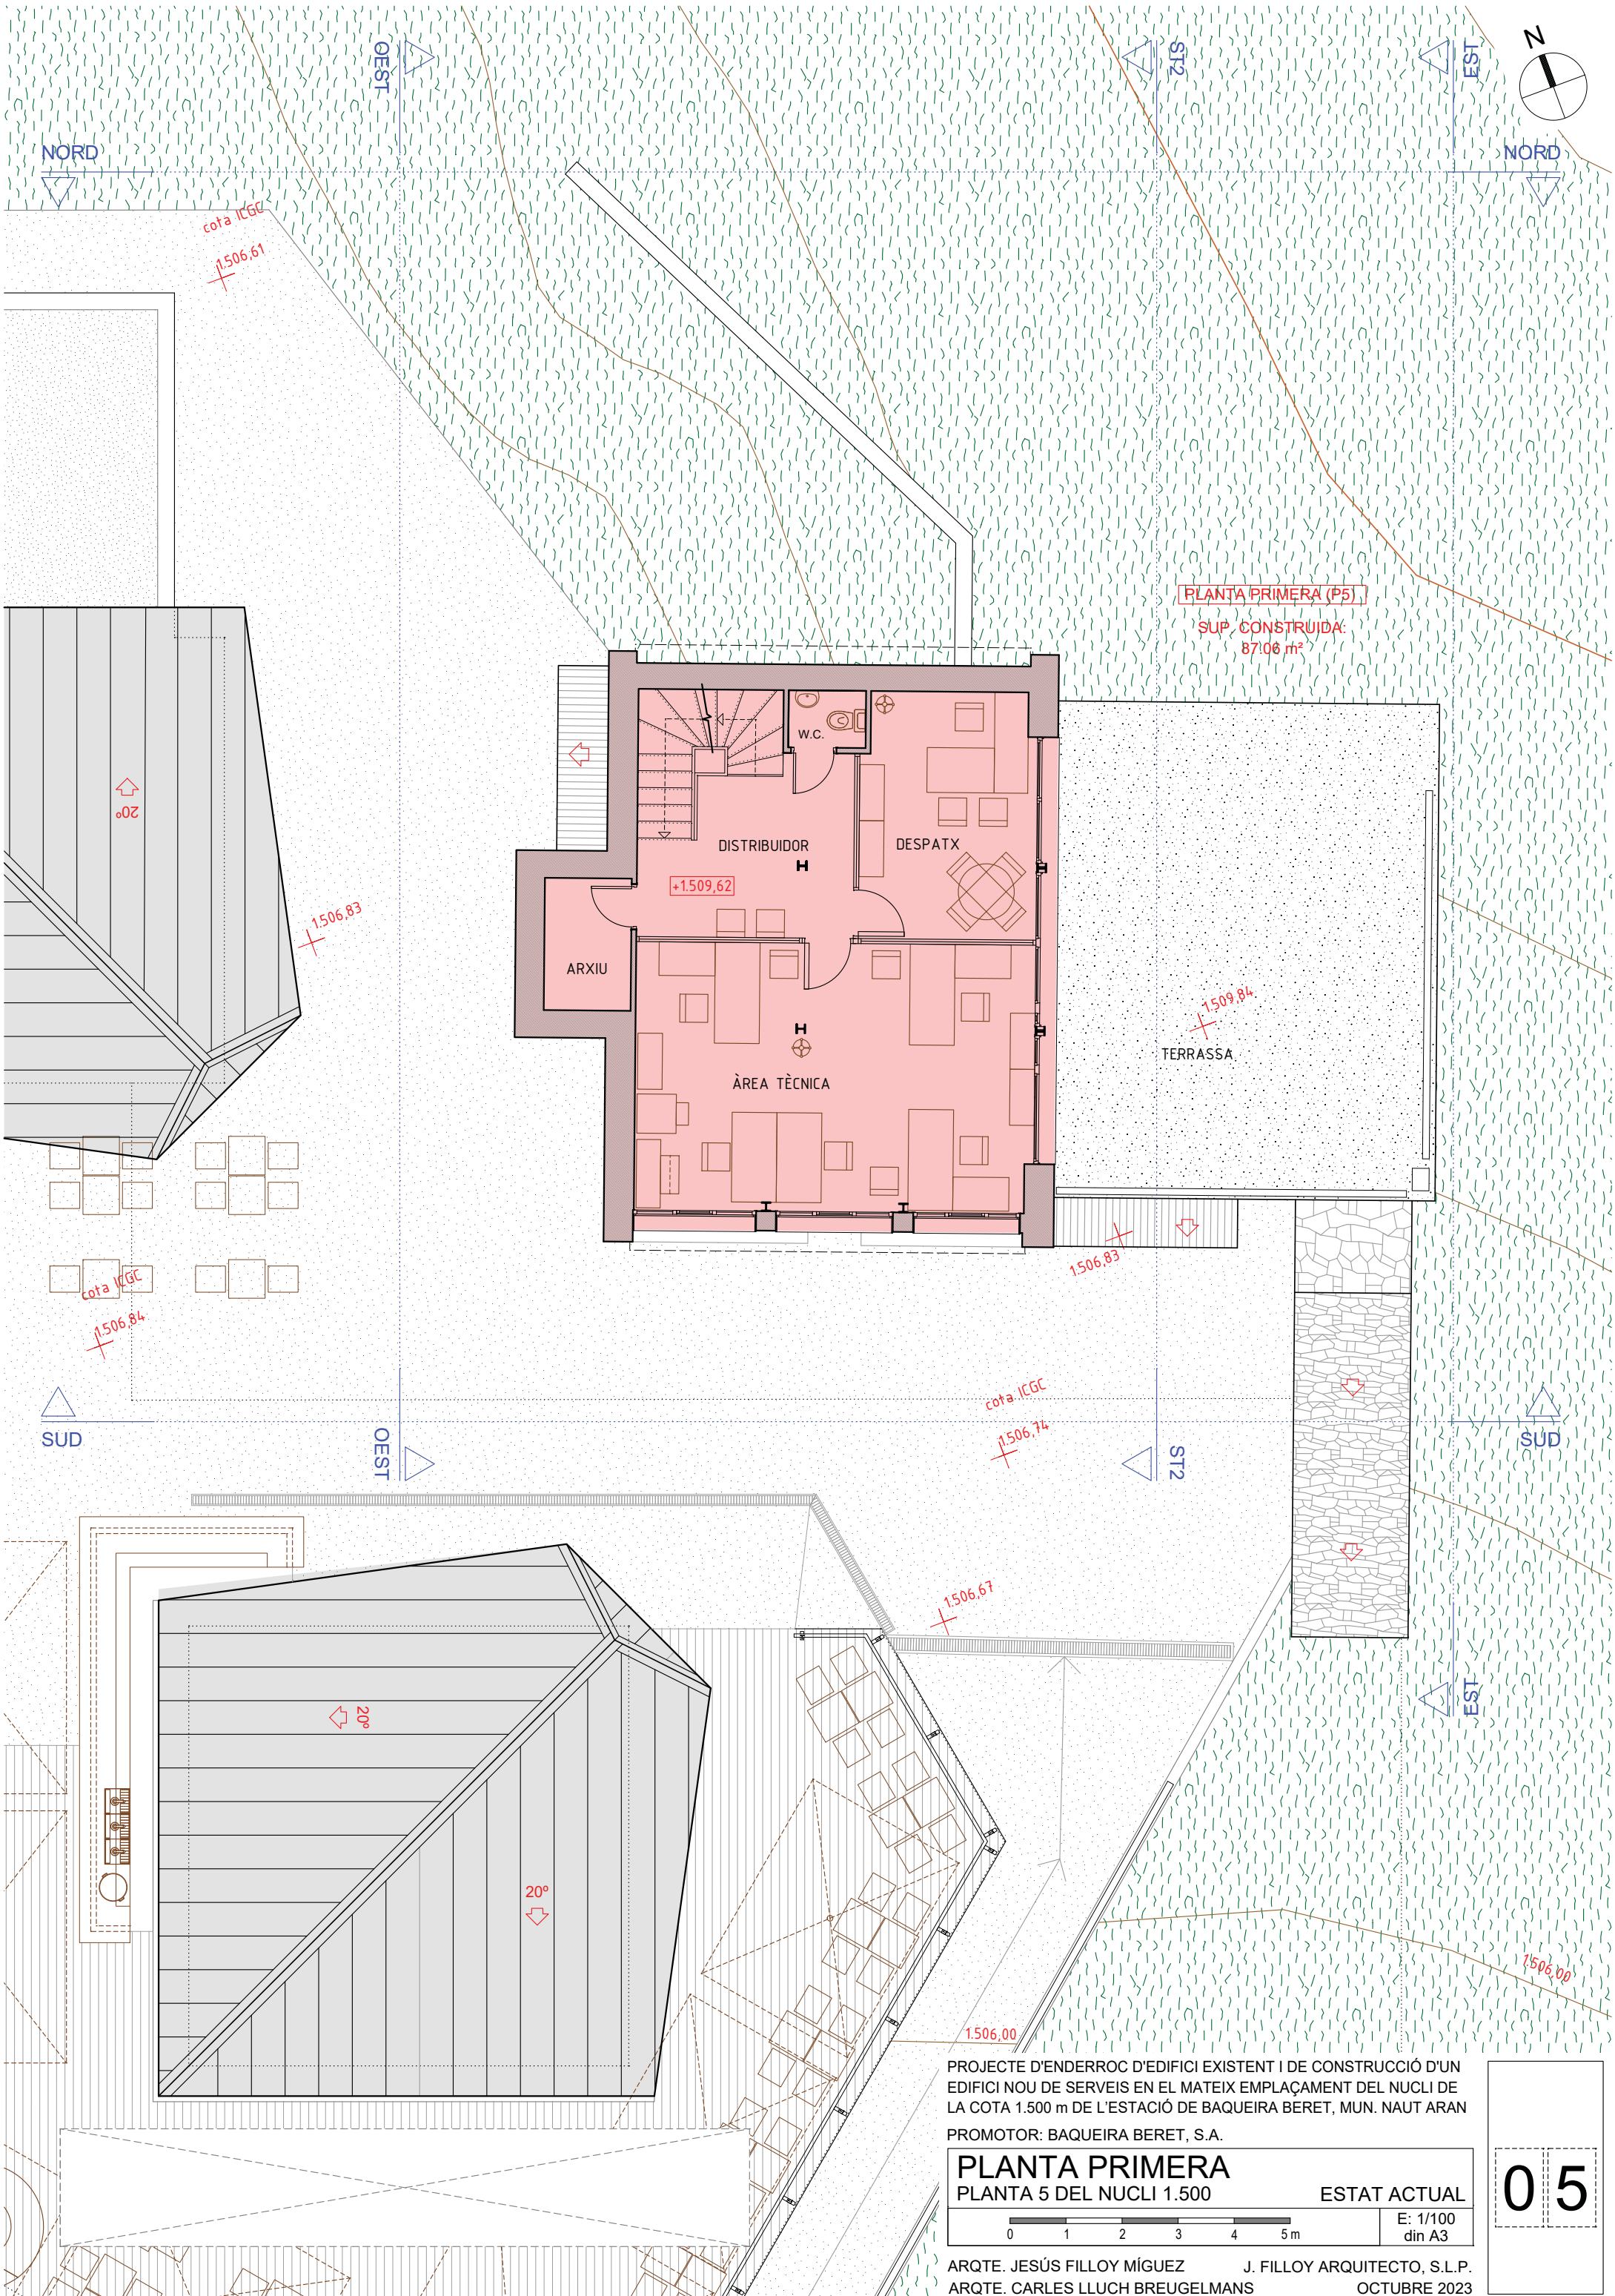 OEST
ST2
EST
N
NORD
NORD
cota ICGC
1.506,61
PLANTA PRIMERA (P5)
SUP. CONSTRUIDA:
87.06 m²
W.C.
20º
DISTRIBUIDOR
DESPATX
+1.509,62
1.506,83
ARXIU
1.509,84
TERRASSA
ÀREA TÈCNICA
1.506,83
cota ICGC
1.506,84
cota ICGC
1.506,74
SUD
OEST
ST2
SUD
1.506,67
EST
20º
20º
1.506,00
1.506,00
PROJECTE D'ENDERROC D'EDIFICI EXISTENT I DE CONSTRUCCIÓ D'UN
EDIFICI NOU DE SERVEIS EN EL MATEIX EMPLAÇAMENT DEL NUCLI DE
LA COTA 1.500 m DE L'ESTACIÓ DE BAQUEIRA BERET, MUN. NAUT ARAN
PROMOTOR: BAQUEIRA BERET, S.A.
PLANTA PRIMERA
PLANTA 5 DEL NUCLI 1.500 ESTAT ACTUAL
05
0 1 2 3 4 5 m
E: 1/100
din A3
ARQTE. JESÚS FILLOY MÍGUEZ J. FILLOY ARQUITECTO, S.L.P.
ARQTE. CARLES LLUCH BREUGELMANS OCTUBRE 2023